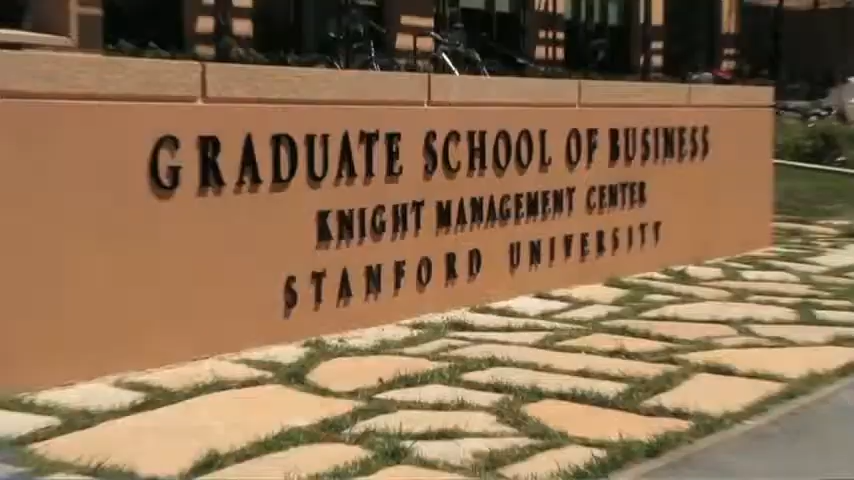 GRADUATE SCHOOL OF BUSINESS
KNIGHT MANAGEMENT CENTER
STANFORD UNIVERSITY